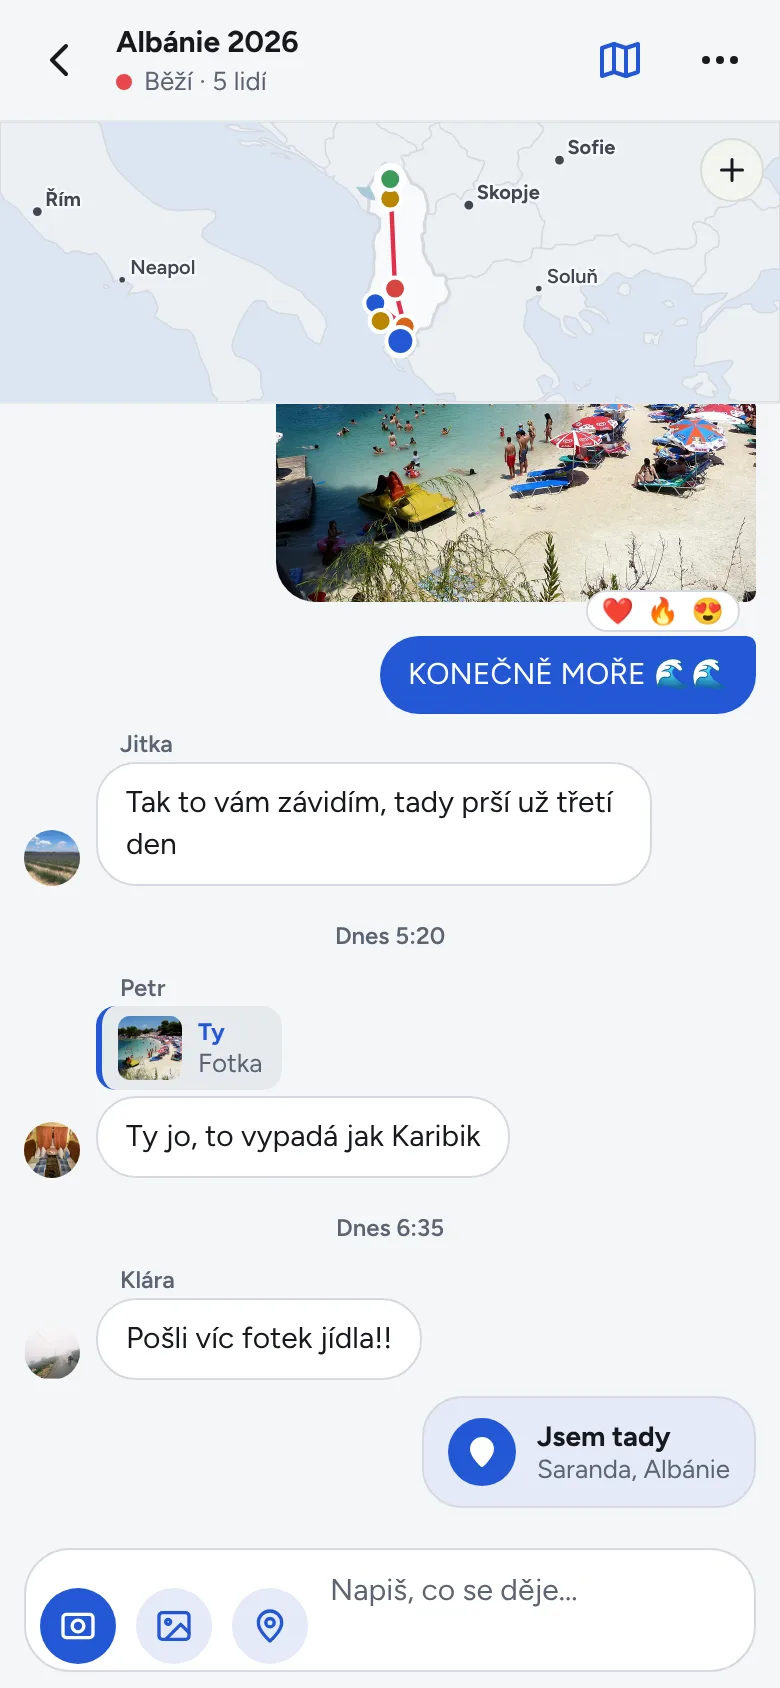 Albánie 2026
Běží · 5 lidí
Sofie
Skopje
Řím
Neapol
Soluň
KONEČNĚ MOŘE 🌊 🌊
Jitka
Tak to vám závidím, tady prší už třetí
den
Dnes 5:20
Petr
Ty
Fotka
Ty jo, to vypadá jak Karibik
Dnes 6:35
Klára
Pošli víc fotek jídla!!
Jsem tady
Saranda, Albánie
Napiš, co se děje...